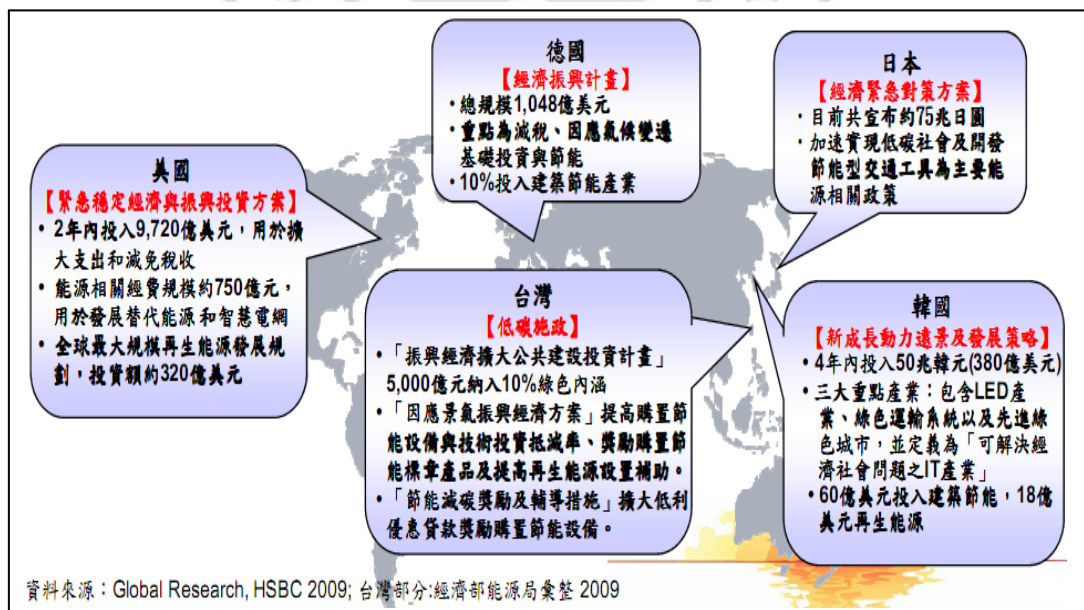 美國
【緊急穩定經濟與振興投資方案】
• 2年內投入9,720億美元，用於擴
大支出和減免稅收
• 能源相關經費規模約750億元，
用於發展替代能源和智慧電網
• 全球最大規模再生能源發展規
劃，投資額約320億美元
德國
【經濟振興計畫】
• 總規模1,048億美元
• 重點為減稅、因應氣候變遷
基礎投資與節能
• 10%投入建築節能產業
日本
【經濟緊急對策方案】
• 目前共宣布約75兆日圓
• 加速實現低碳社會及開發
節能型交通工具為主要能
源相關政策
台灣
【低碳施政】
• 「振興經濟擴大公共建設投資計畫」
5,000億元納入10%綠色內涵
• 「因應景氣振興經濟方案」提高購置節
能設備與技術投資抵減率、獎勵購置節
能標章產品及提高再生能源設置補助。
• 「節能減碳獎勵及輔導措施」擴大低利
優惠貸款獎勵購置節能設備。
韓國
【新成長動力遠景及發展策略】
• 4年內投入50兆韓元(380億美元)
• 三大重點產業：包含LED產
業、綠色運輸系統以及先進綠
色城市，並定義為「可解決經
濟社會問題之IT產業」
• 60億美元投入建築節能，18億
美元再生能源
資料來源：Global Research, HSBC 2009; 台灣部分:經濟部能源局彙整 2009